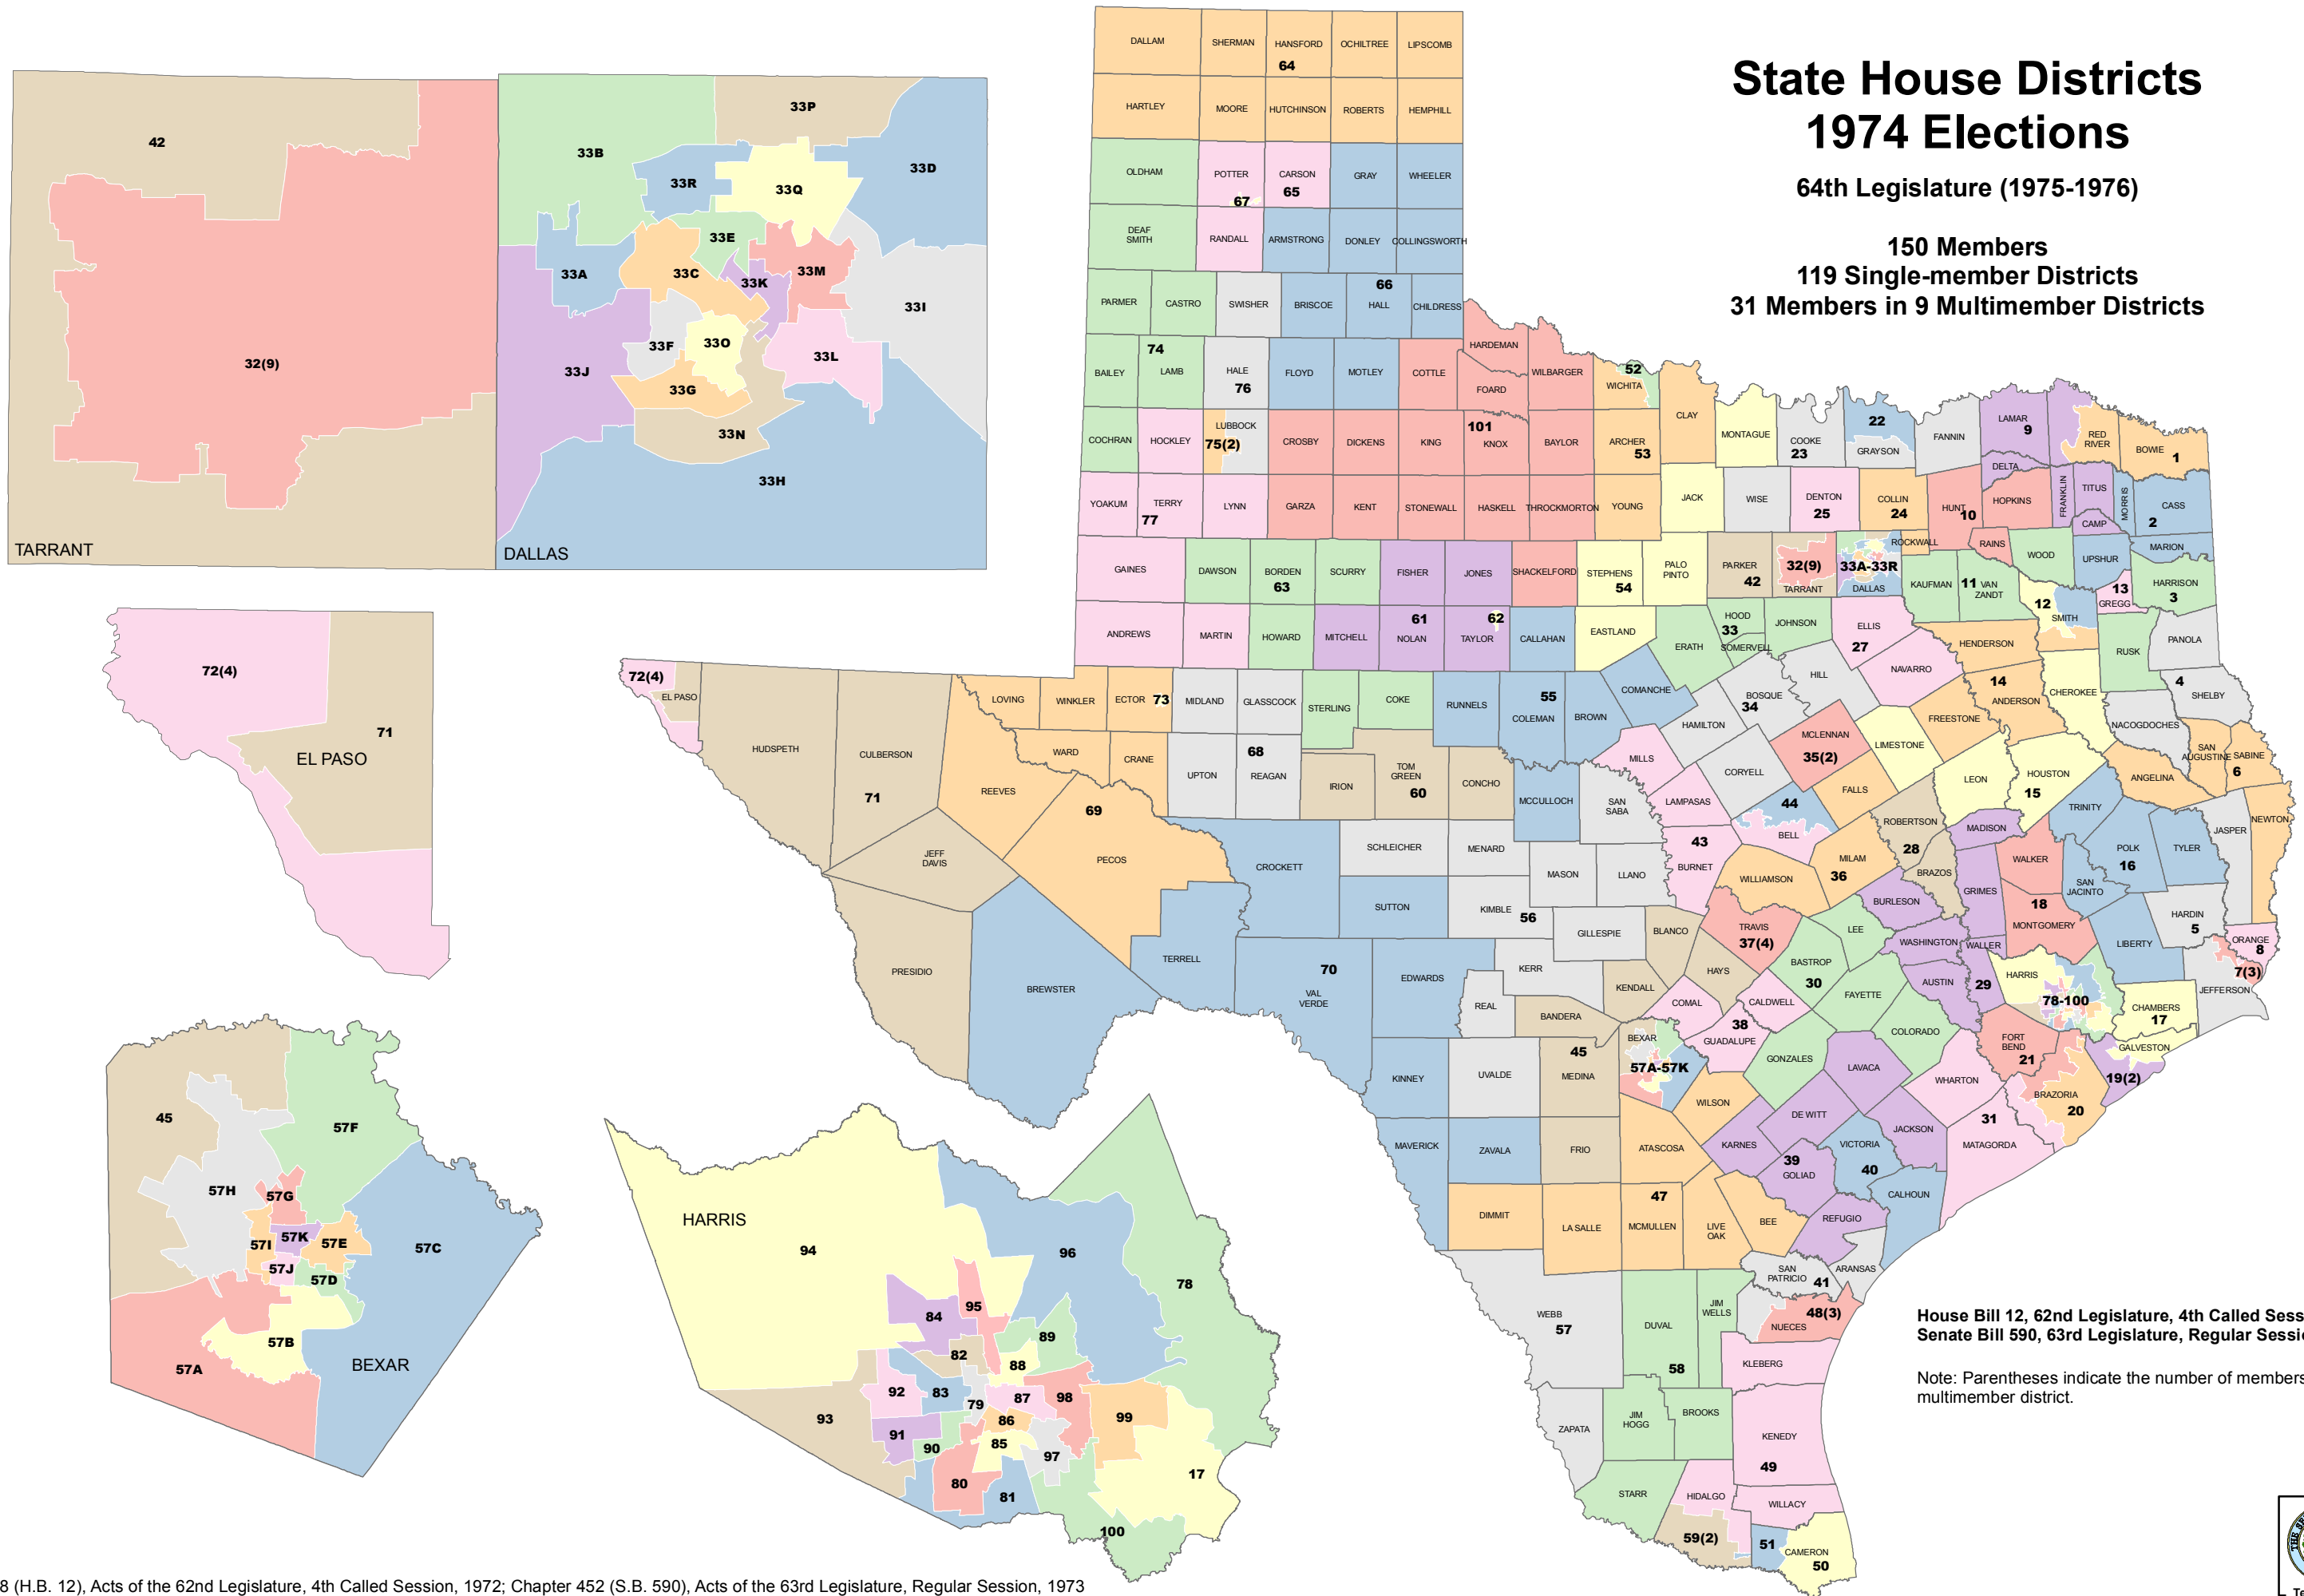 State House Districts
1974 Elections
64th Legislature (1975-1976)
150 Members
119 Single-member Districts
31 Members in 9 Multimember Districts
42
32(9)
TARRANT
33P
33B
33D
33R
33Q
33E
33A
33C
33K
33M
33I
33F
33O
33L
33J
33G
33N
33H
DALLAS
72(4)
71
EL PASO
45
57F
57H
57G
57I
57K
57E
57C
57J
57D
57B
57A
BEXAR
HARRIS
94
96
78
84
95
89
82
88
92
83
79
87
98
93
86
99
91
90
85
97
17
80
81
100
DALLAM
SHERMAN
HANSFORD
OCHILTREE
LIPSCOMB
64
HARTLEY
MOORE
HUTCHINSON
ROBERTS
HEMPHILL
OLDHAM
POTTER
CARSON
GRAY
WHEELER
67
65
DEAF
SMITH
RANDALL
ARMSTRONG
DONLEY
COLLINGSWORTH
66
PARMER
CASTRO
SWISHER
BRISCOE
HALL
CHILDRESS
74
BAILEY
LAMB
HALE
76
FLOYD
MOTLEY
COTTLE
HARDEMAN
FOARD
WILBARGER
52
WICHITA
CLAY
COCHRAN
HOCKLEY
LUBBOCK
75(2)
CROSBY
DICKENS
KING
101
KNOX
BAYLOR
ARCHER
53
MONTAGUE
COOKE
23
22
GRAYSON
FANNIN
LAMAR
9
RED
RIVER
BOWIE
1
DELTA
YOAKUM
TERRY
77
LYNN
GARZA
KENT
STONEWALL
HASKELL
THROCKMORTON
YOUNG
JACK
WISE
DENTON
25
COLLIN
24
HUNT
10
HOPKINS
FRANKLIN
TITUS
MORRIS
CASS
2
CAMP
GAINES
DAWSON
BORDEN
63
SCURRY
FISHER
JONES
SHACKELFORD
STEPHENS
54
PALO
PINTO
PARKER
42
32(9)
TARRANT
33A-33R
DALLAS
ROCKWALL
RAINS
WOOD
UPSHUR
MARION
KAUFMAN
11
VAN
ZANDT
12
SMITH
13
GREGG
HARRISON
3
ANDREWS
MARTIN
HOWARD
MITCHELL
61
NOLAN
62
TAYLOR
CALLAHAN
EASTLAND
ERATH
HOOD
33
SOMERVELL
JOHNSON
ELLIS
27
HENDERSON
RUSK
PANOLA
NAVARRO
72(4)
EL PASO
HUDSPETH
CULBERSON
71
LOVING
WINKLER
ECTOR
73
MIDLAND
GLASSCOCK
STERLING
COKE
RUNNELS
55
COLEMAN
BROWN
COMANCHE
HAMILTON
BOSQUE
34
HILL
14
ANDERSON
CHEROKEE
4
SHELBY
NACOGDOCHES
FREESTONE
WARD
CRANE
REEVES
UPTON
68
REAGAN
IRION
TOM
GREEN
60
CONCHO
MCCULLOCH
SAN
SABA
MILLS
LAMPASAS
CORYELL
MCLENNAN
35(2)
LIMESTONE
FALLS
LEON
HOUSTON
15
ANGELINA
SAN
AUGUSTINE
SABINE
6
NEWTON
JASPER
TRINITY
69
PECOS
JEFF
DAVIS
PRESIDIO
BREWSTER
TERRELL
CROCKETT
SCHLEICHER
MENARD
MASON
LLANO
43
BURNET
44
BELL
MILAM
36
WILLIAMSON
ROBERTSON
28
BRAZOS
MADISON
WALKER
GRIMES
POLK
16
SAN
JACINTO
TYLER
HARDIN
5
SUTTON
KIMBLE
56
GILLESPIE
BLANCO
TRAVIS
37(4)
LEE
BURLESON
WASHINGTON
WALLER
18
MONTGOMERY
LIBERTY
ORANGE
8
7(3)
JEFFERSON
70
VAL
VERDE
EDWARDS
REAL
KERR
KENDALL
HAYS
BASTROP
30
FAYETTE
AUSTIN
29
HARRIS
78-100
CHAMBERS
17
BANDERA
COMAL
CALDWELL
38
GUADALUPE
COLORADO
FORT
BEND
21
GALVESTON
19(2)
KINNEY
UVALDE
45
MEDINA
BEXAR
57A-57K
GONZALES
LAVACA
WHARTON
BRAZORIA
20
WILSON
DE WITT
JACKSON
31
MATAGORDA
MAVERICK
ZAVALA
FRIO
ATASCOSA
KARNES
39
GOLIAD
VICTORIA
40
CALHOUN
DIMMIT
LA SALLE
47
MCMULLEN
LIVE
OAK
BEE
REFUGIO
SAN
PATRICIO
41
ARANSAS
WEBB
57
DUVAL
JIM
WELLS
48(3)
NUECES
58
KLEBERG
ZAPATA
JIM
HOGG
BROOKS
KENEDY
49
STARR
HIDALGO
59(2)
WILLACY
51
CAMERON
50
House Bill 12, 62nd Legislature, 4th Called Sess
Senate Bill 590, 63rd Legislature, Regular Sessi
Note: Parentheses indicate the number of members
multimember district.
8 (H.B. 12), Acts of the 62nd Legislature, 4th Called Session, 1972; Chapter 452 (S.B. 590), Acts of the 63rd Legislature, Regular Session, 1973